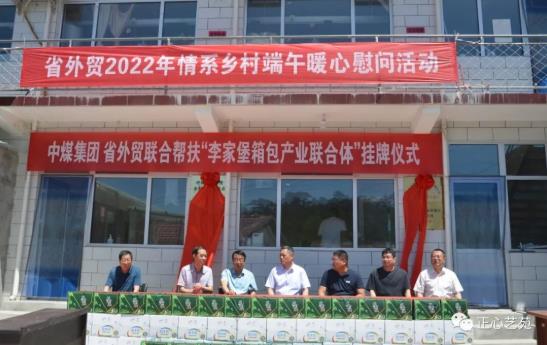 省外贸2022年情系乡村端午暖心慰问活动
中煤集团 省外贸联合帮扶“李家堡箱包产业联合体”挂牌仪式
正心艺苑